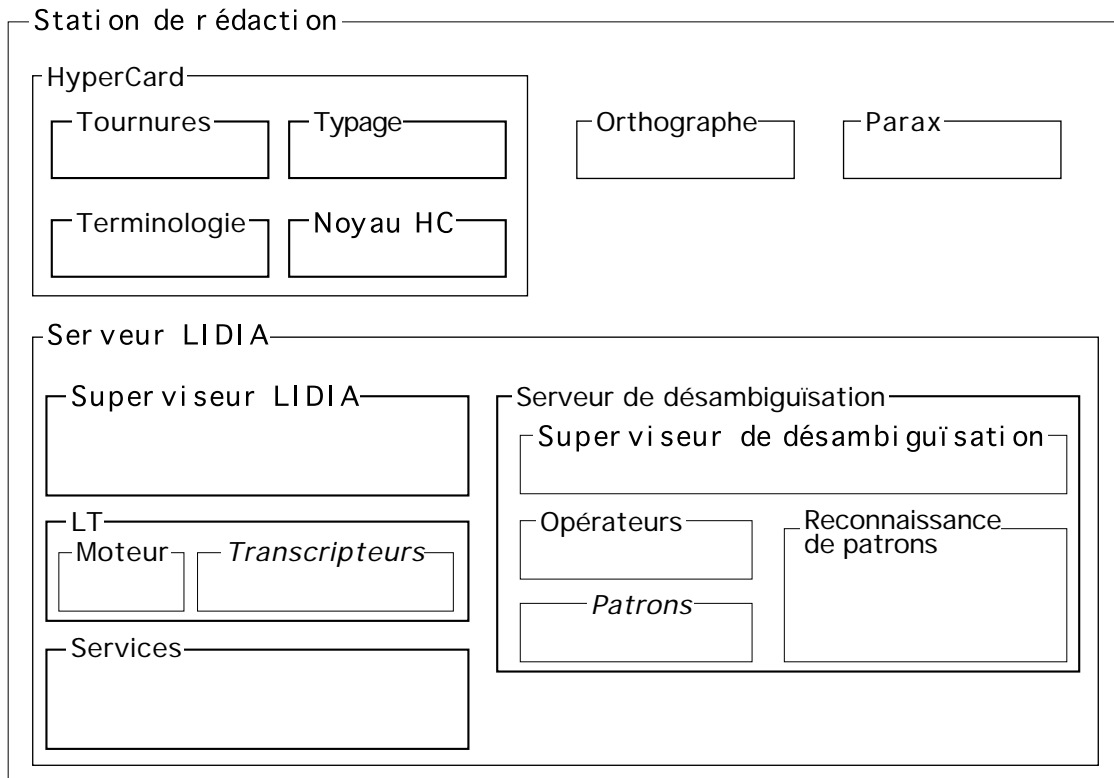 Station de rédaction
HyperCard
Tournures
Typage
Orthographe
Parax
Terminologie
Noyau HC
Serveur LIDIA
Superviseur LIDIA
Serveur de désambiguïsation
Superviseur de désambiguïsation
LT
Moteur
Transcripteurs
Opérateurs
Reconnaissance
de patrons
Patrons
Services